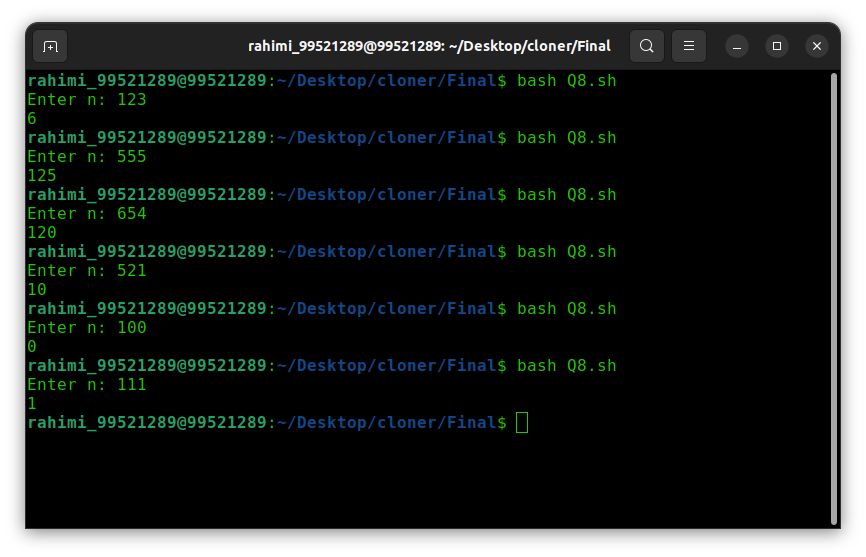 rahimi_99521289@99521289: ~/Desktop/cloner/Final
rahimi_99521289@99521289:~/Desktop/cloner/Final$ bash Q8.sh
Enter n: 123
6
rahimi_99521289@99521289:~/Desktop/cloner/Final$ bash Q8.sh
Enter n: 555
125
rahimi_99521289@99521289:~/Desktop/cloner/Final$ bash Q8.sh
Enter n: 654
120
rahimi_99521289@99521289:~/Desktop/cloner/Final$ bash Q8.sh
Enter n: 521
10
rahimi_99521289@99521289:~/Desktop/cloner/Final$ bash Q8.sh
Enter n: 100
0
rahimi_99521289@99521289:~/Desktop/cloner/Final$ bash Q8.sh
Enter n: 111
1
rahimi_99521289@99521289:~/Desktop/cloner/Final$